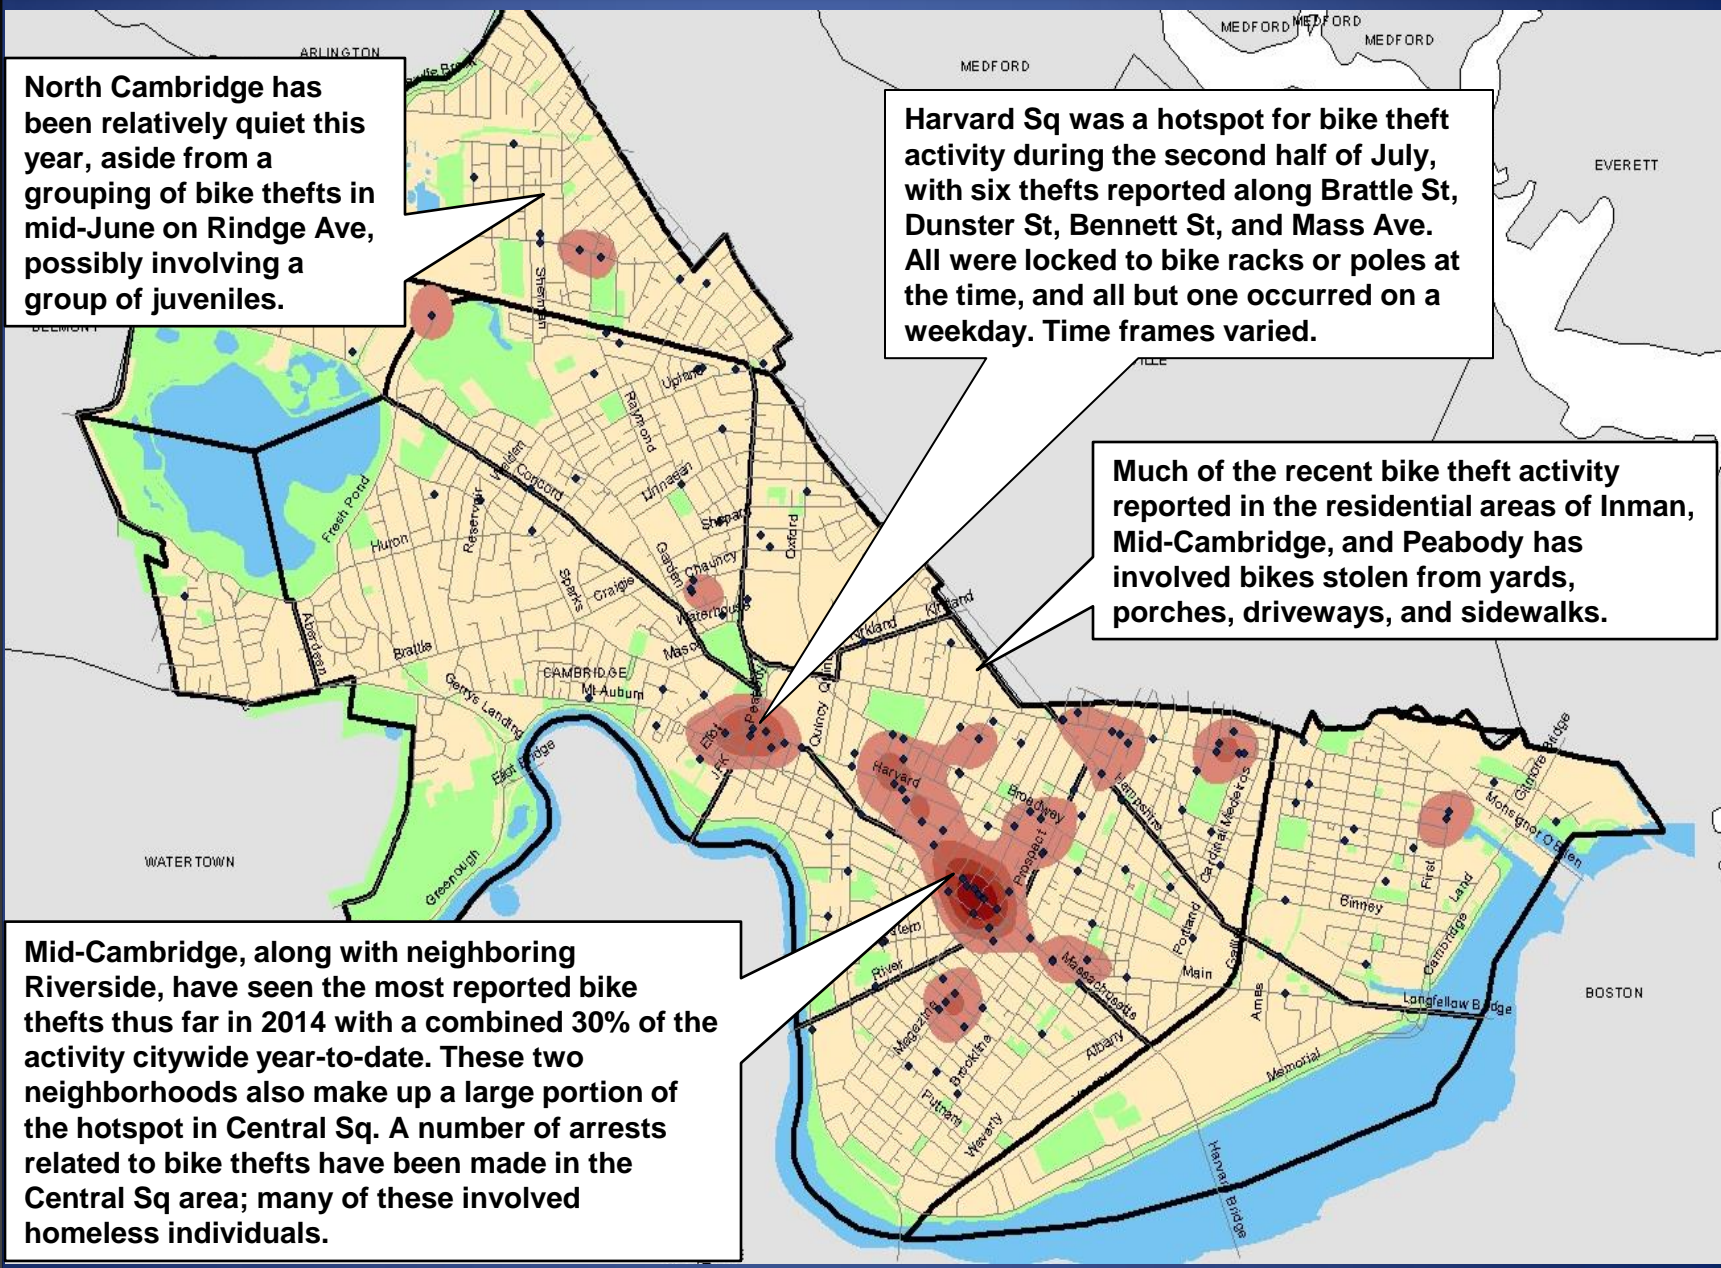 MEDFORD
MEDFORD
MEDFORD
MEDFORD
ARLINGTON
EVERETT
North Cambridge has
been relatively quiet this
year, aside from a
grouping of bike thefts in
mid-June on Rindge Ave,
possibly involving a
group of juveniles.
Harvard Sq was a hotspot for bike theft
activity during the second half of July,
with six thefts reported along Brattle St,
Dunster St, Bennett St, and Mass Ave.
All were locked to bike racks or poles at
the time, and all but one occurred on a
weekday. Time frames varied.
Much of the recent bike theft activity
reported in the residential areas of Inman,
Mid-Cambridge, and Peabody has
involved bikes stolen from yards,
porches, driveways, and sidewalks.
Sherman
Upland
Raymond
Walden
Concord
Linnaean
Reservoir
Fresh Pond
Huron
Shepard
Oxford
Garden
Chauncy
Sparks
Craigie
Waterhouse
Kirkland
Kirkland
Aberdeen
Brattle
Mason
CAMBRIDGE
Mt Auburn
Peabody
Quincy
Quincy
Gerrys Landing
Eliot Bridge
Eliot
JFK
Harvard
Broadway
Hampshire
Prospect
Cardinal Medeiros
Gilmore Bridge
Monsignor O'Brien
First
Land
Binney
Cambridge
Portland
Main
Galileo
Massachusetts
Ames
Longfellow Bridge
BOSTON
WATERTOWN
Greenough
River
Magazine
Brookline
Albany
Putnam
Waverly
Memorial
Harvard Bridge
Mid-Cambridge, along with neighboring
Riverside, have seen the most reported bike
thefts thus far in 2014 with a combined 30% of the
activity citywide year-to-date. These two
neighborhoods also make up a large portion of
the hotspot in Central Sq. A number of arrests
related to bike thefts have been made in the
Central Sq area; many of these involved
homeless individuals.